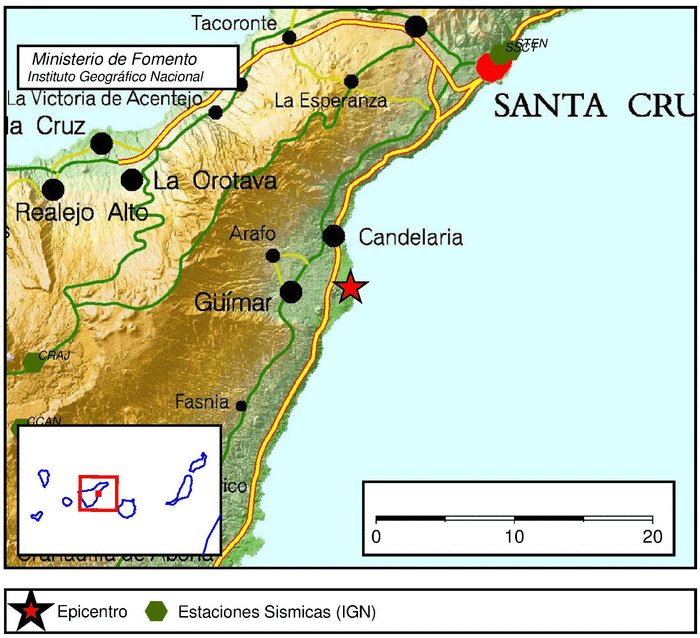 Tacoronte
STEN
SSCT
Ministerio de Fomento
Instituto Geográfico Nacional
La Victoria de Acentejo
La Esperanza
SANTA CRU
la Cruz
La Orotava
Realejo Alto
s
Arafo
Candelaria
Güímar
CRAJ
Fasnia
CCAN
ico
0 10 20
Epicentro
Estaciones Sismicas (IGN)